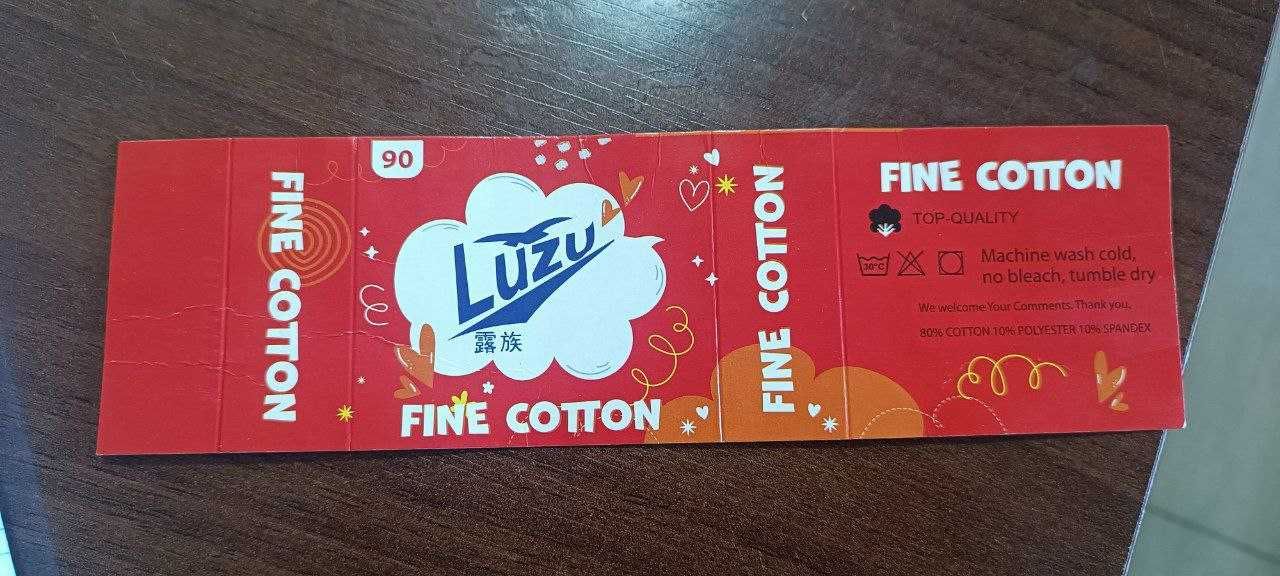 FINE COTTON
90
Luzu
露族
FINE COTTON
FINE COTTON
FINE COTTON
TOP-QUALITY
30°C
Machine wash cold,
no bleach, tumble dry
We welcome Your Comments. Thank you.
80% COTTON 10% POLYESTER 10% SPANDEX